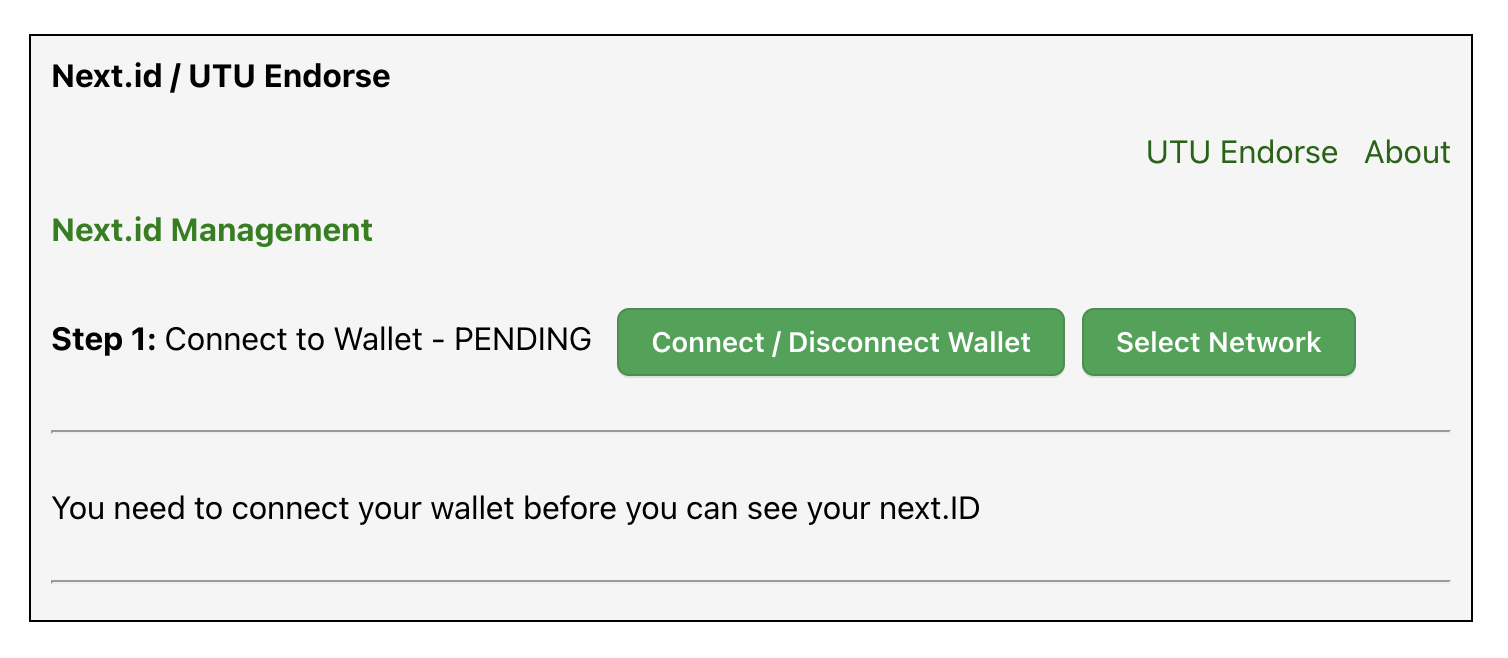 Next.id / UTU Endorse
UTU Endorse About
Next.id Management
Step 1: Connect to Wallet - PENDING Connect / Disconnect Wallet Select Network
You need to connect your wallet before you can see your next.ID